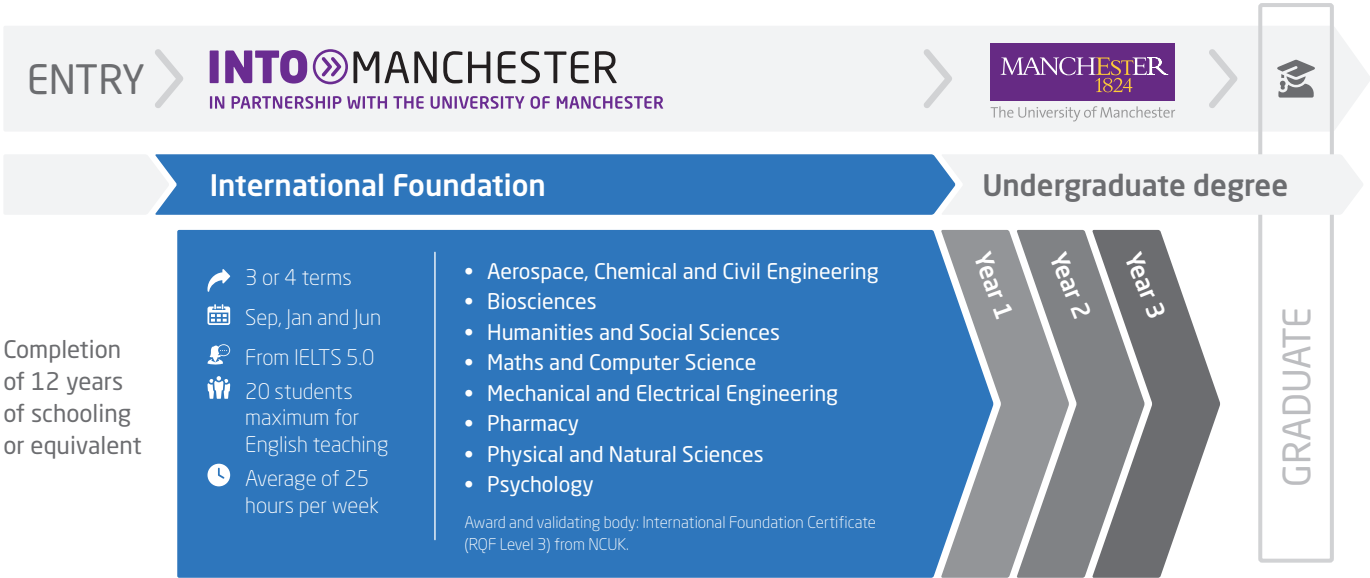 ENTRY
INTO MANCHESTER
IN PARTNERSHIP WITH THE UNIVERSITY OF MANCHESTER
MANCHESTER
1824
The University of Manchester
International Foundation
Undergraduate degree
Completion
of 12 years
of schooling
or equivalent
3 or 4 terms
Sep, Jan and Jun
From IELTS 5.0
20 students
maximum for
English teaching
Average of 25
hours per week
• Aerospace, Chemical and Civil Engineering
• Biosciences
• Humanities and Social Sciences
• Maths and Computer Science
• Mechanical and Electrical Engineering
• Pharmacy
• Physical and Natural Sciences
• Psychology
Award and validating body: International Foundation Certificate
(RQF Level 3) from NCUK.
Year 1
Year 2
Year 3
GRADUATE